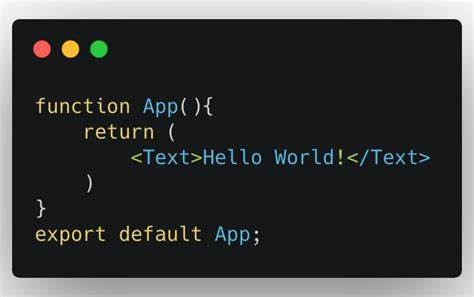 function App(){
    return (
        <Text>Hello World!</Text>
    )
}
export default App;